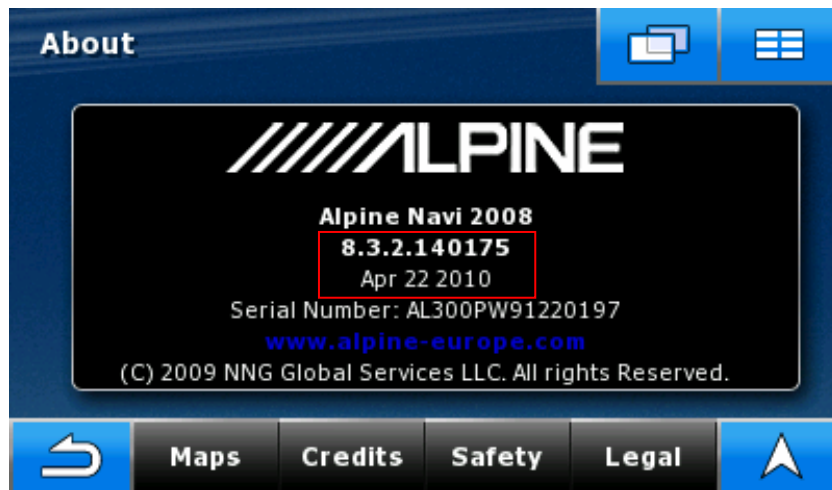 About
ALPINE
Alpine Navi 2008
8.3.2.140175
Apr 22 2010
Serial Number: AL300PW91220197
www.alpine-europe.com
(C) 2009 NNG Global Services LLC. All rights Reserved.
Maps Credits Safety Legal